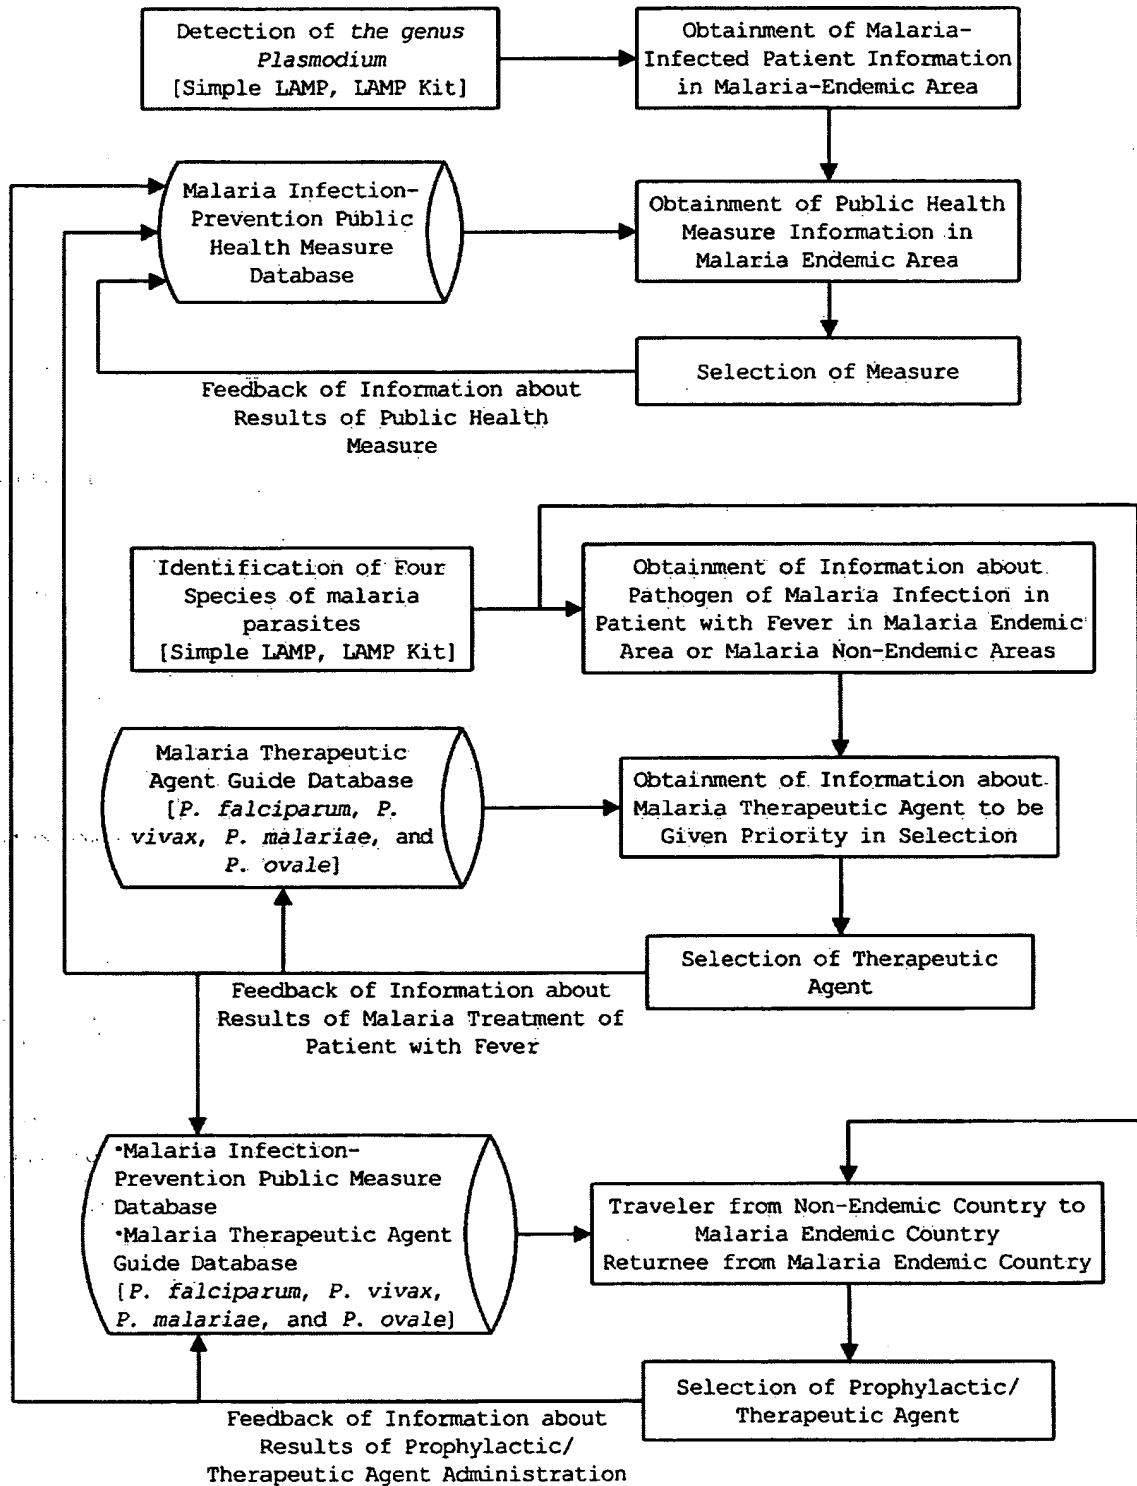 Detection of the genus
Plasmodium
[Simple LAMP, LAMP Kit]
Obtainment of Malaria-
Infected Patient Information
in Malaria-Endemic Area
Malaria Infection-
Prevention Public
Health Measure
Database
Obtainment of Public Health
Measure Information in
Malaria Endemic Area
Selection of Measure
Feedback of Information about
Results of Public Health
Measure
Identification of Four
Species of malaria
parasites
[Simple LAMP, LAMP Kit]
Obtainment of Information about
Pathogen of Malaria Infection in
Patient with Fever in Malaria Endemic
Area or Malaria Non-Endemic Areas
Malaria Therapeutic
Agent Guide Database
[P. falciparum, P.
vivax, P. malariae, and
P. ovale]
Obtainment of Information about
Malaria Therapeutic Agent to be
Given Priority in Selection
Selection of Therapeutic
Agent
Feedback of Information about
Results of Malaria Treatment of
Patient with Fever
•Malaria Infection-
Prevention Public Measure
Database
•Malaria Therapeutic Agent
Guide Database
[P. falciparum, P. vivax,
P. malariae, and P. ovale]
Traveler from Non-Endemic Country to
Malaria Endemic Country
Returnee from Malaria Endemic Country
Selection of Prophylactic/
Therapeutic Agent
Feedback of Information about
Results of Prophylactic/
Therapeutic Agent Administration